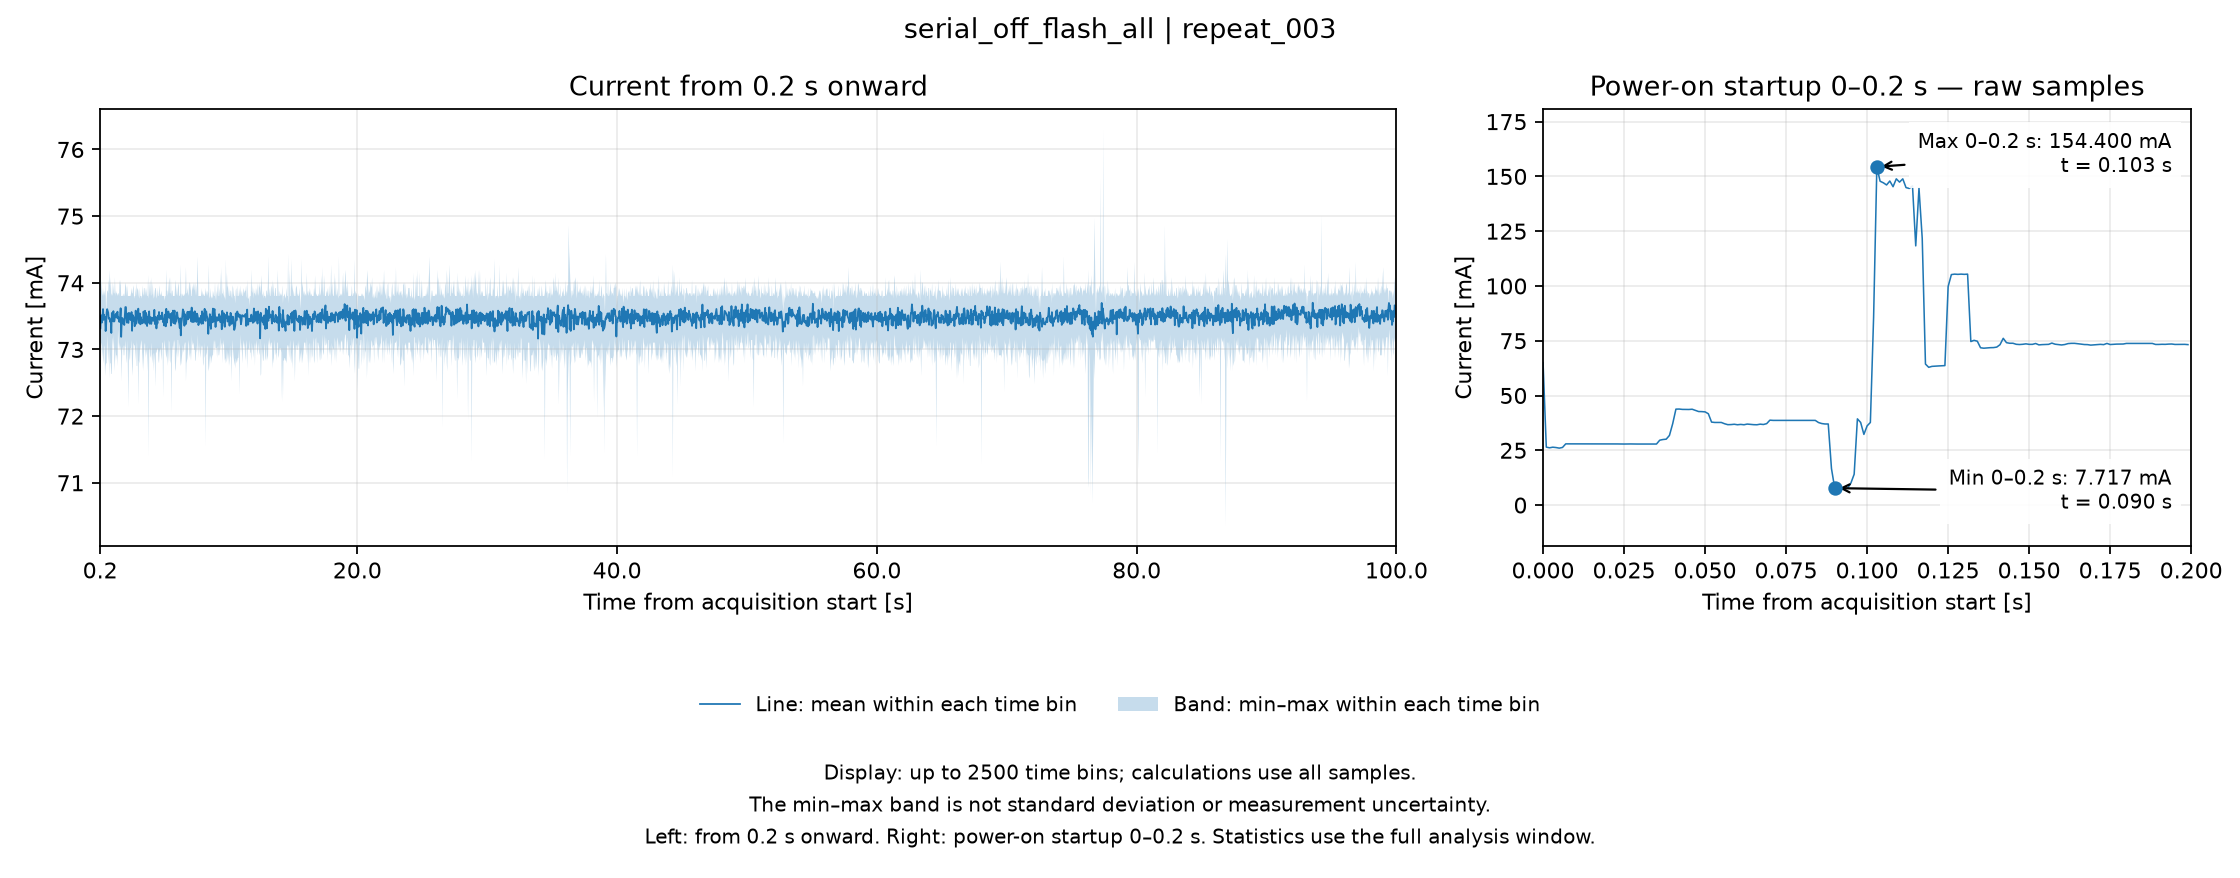 serial_off_flash_all | repeat_003
Current from 0.2 s onward
Current [mA]
76
75
74
73
72
71
0.2 20.0 40.0 60.0 80.0 100.0
Time from acquisition start [s]
Power-on startup 0–0.2 s — raw samples
Current [mA]
175
150
125
100
75
50
25
0
Max 0–0.2 s: 154.400 mA
t = 0.103 s
Min 0–0.2 s: 7.717 mA
t = 0.090 s
0.000 0.025 0.050 0.075 0.100 0.125 0.150 0.175 0.200
Time from acquisition start [s]
Line: mean within each time bin
Band: min–max within each time bin
Display: up to 2500 time bins; calculations use all samples.
The min–max band is not standard deviation or measurement uncertainty.
Left: from 0.2 s onward. Right: power-on startup 0–0.2 s. Statistics use the full analysis window.